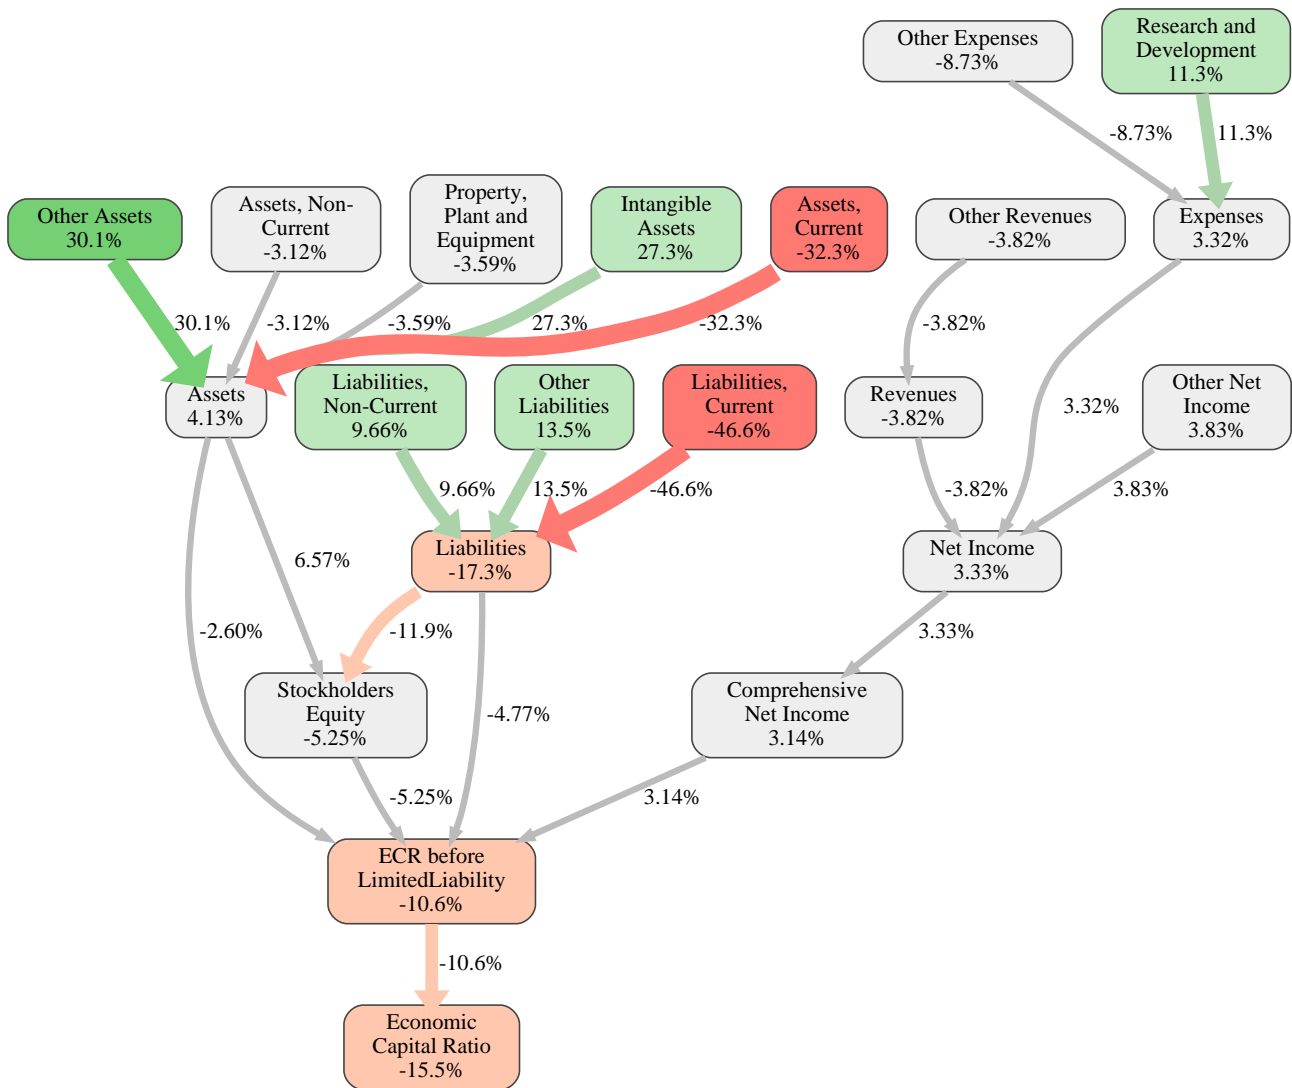 Other Expenses
-8.73%
Research and
Development
11.3%
-8.73%
11.3%
Other Assets
30.1%
Assets, Non-
Current
-3.12%
Property,
Plant and
Equipment
-3.59%
Intangible
Assets
27.3%
Assets,
Current
-32.3%
Other Revenues
-3.82%
Expenses
3.32%
30.1%
-3.12%
-3.59%
27.3%
-32.3%
-3.82%
Assets
4.13%
Liabilities,
Non-Current
9.66%
Other
Liabilities
13.5%
Liabilities,
Current
-46.6%
Revenues
-3.82%
3.32%
Other Net
Income
3.83%
9.66%
13.5%
-46.6%
-3.82%
3.83%
6.57%
Liabilities
-17.3%
Net Income
3.33%
-2.60%
-11.9%
3.33%
Stockholders
Equity
-5.25%
-4.77%
Comprehensive
Net Income
3.14%
-5.25%
3.14%
ECR before
LimitedLiability
-10.6%
-10.6%
Economic
Capital Ratio
-15.5%